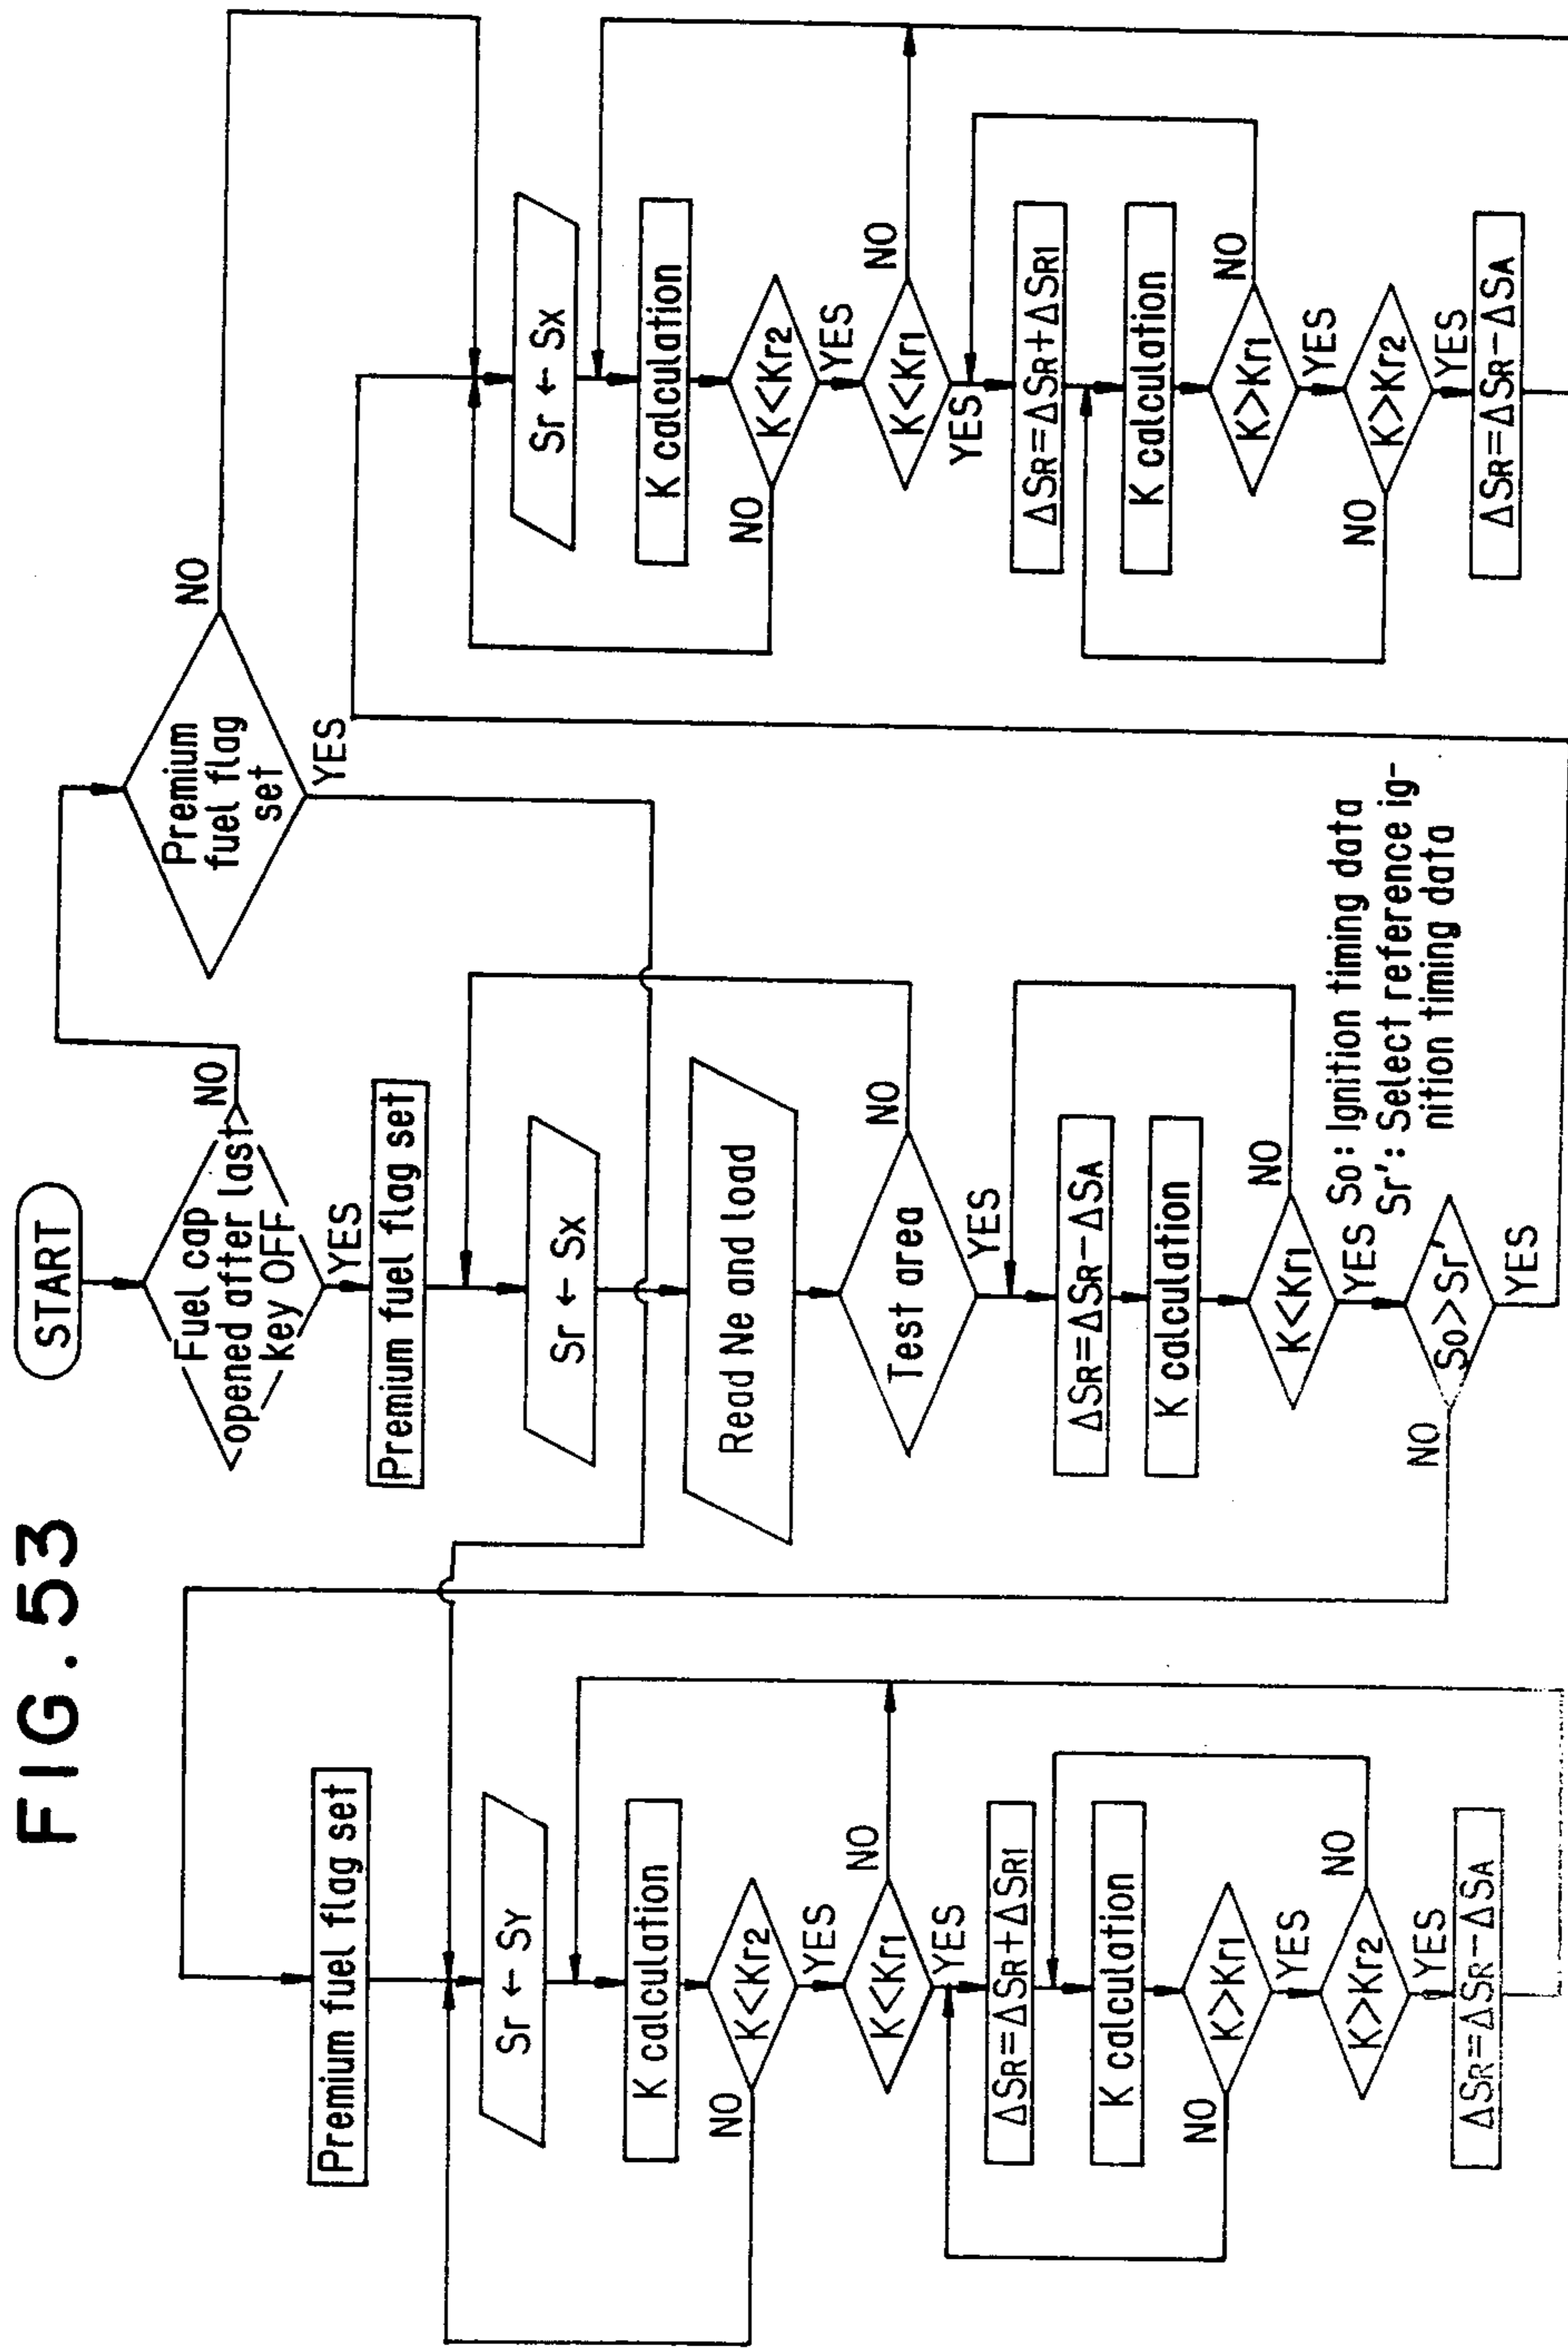 FIG. 53
START
Fuel cap
opened after last
key OFF
NO
YES
Premium
fuel flag
set
NO
YES
Premium fuel flag set
Sr ← Sx
Read Ne and load
Test area
NO
YES
ΔSR=ΔSR-ΔSA
K calculation
K<Kr1
NO
YES
So>Sr'
NO
YES
So: Ignition timing data
Sr': Select reference ig-
nition timing data
Premium fuel flag set
Sr ← SY
K calculation
K<Kr2
NO
YES
K<Kr1
NO
YES
ΔSR=ΔSR+ΔSR1
K calculation
K>Kr1
NO
YES
K>Kr2
NO
YES
ΔSR=ΔSR-ΔSA
Sr ← Sx
K calculation
K<Kr2
NO
YES
K<Kr1
NO
YES
ΔSR=ΔSR+ΔSR1
K calculation
K>Kr1
NO
YES
K>Kr2
NO
YES
ΔSR=ΔSR-ΔSA